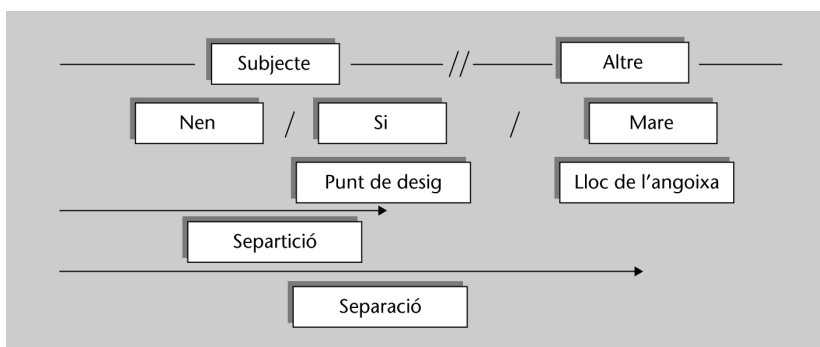 Subjecte // Altre
Nen / Si / Mare
Punt de desig Lloc de l'angoixa
Separtició
Separació